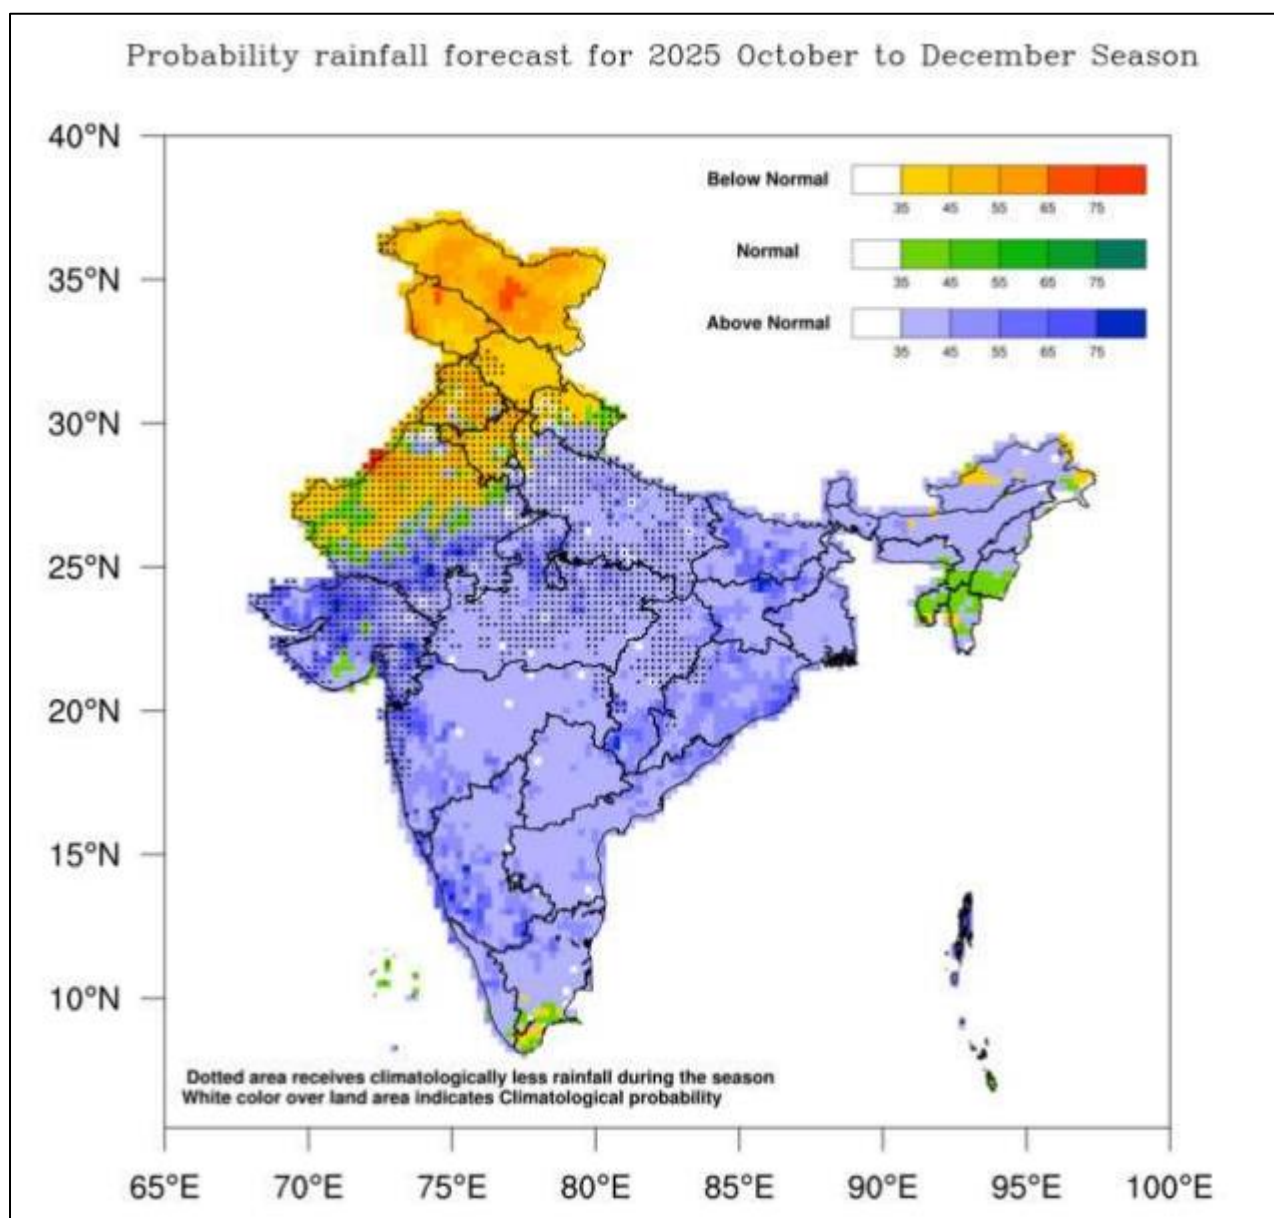 Probability rainfall forecast for 2025 October to December Season
40°N
Below Normal
35 45 55 65 75
Normal
35 45 55 65 75
Above Normal
35 45 55 65 75
35°N
30°N
25°N
20°N
15°N
10°N
Dotted area receives climatologically less rainfall during the season
White color over land area indicates Climatological probability
65°E 70°E 75°E 80°E 85°E 90°E 95°E 100°E